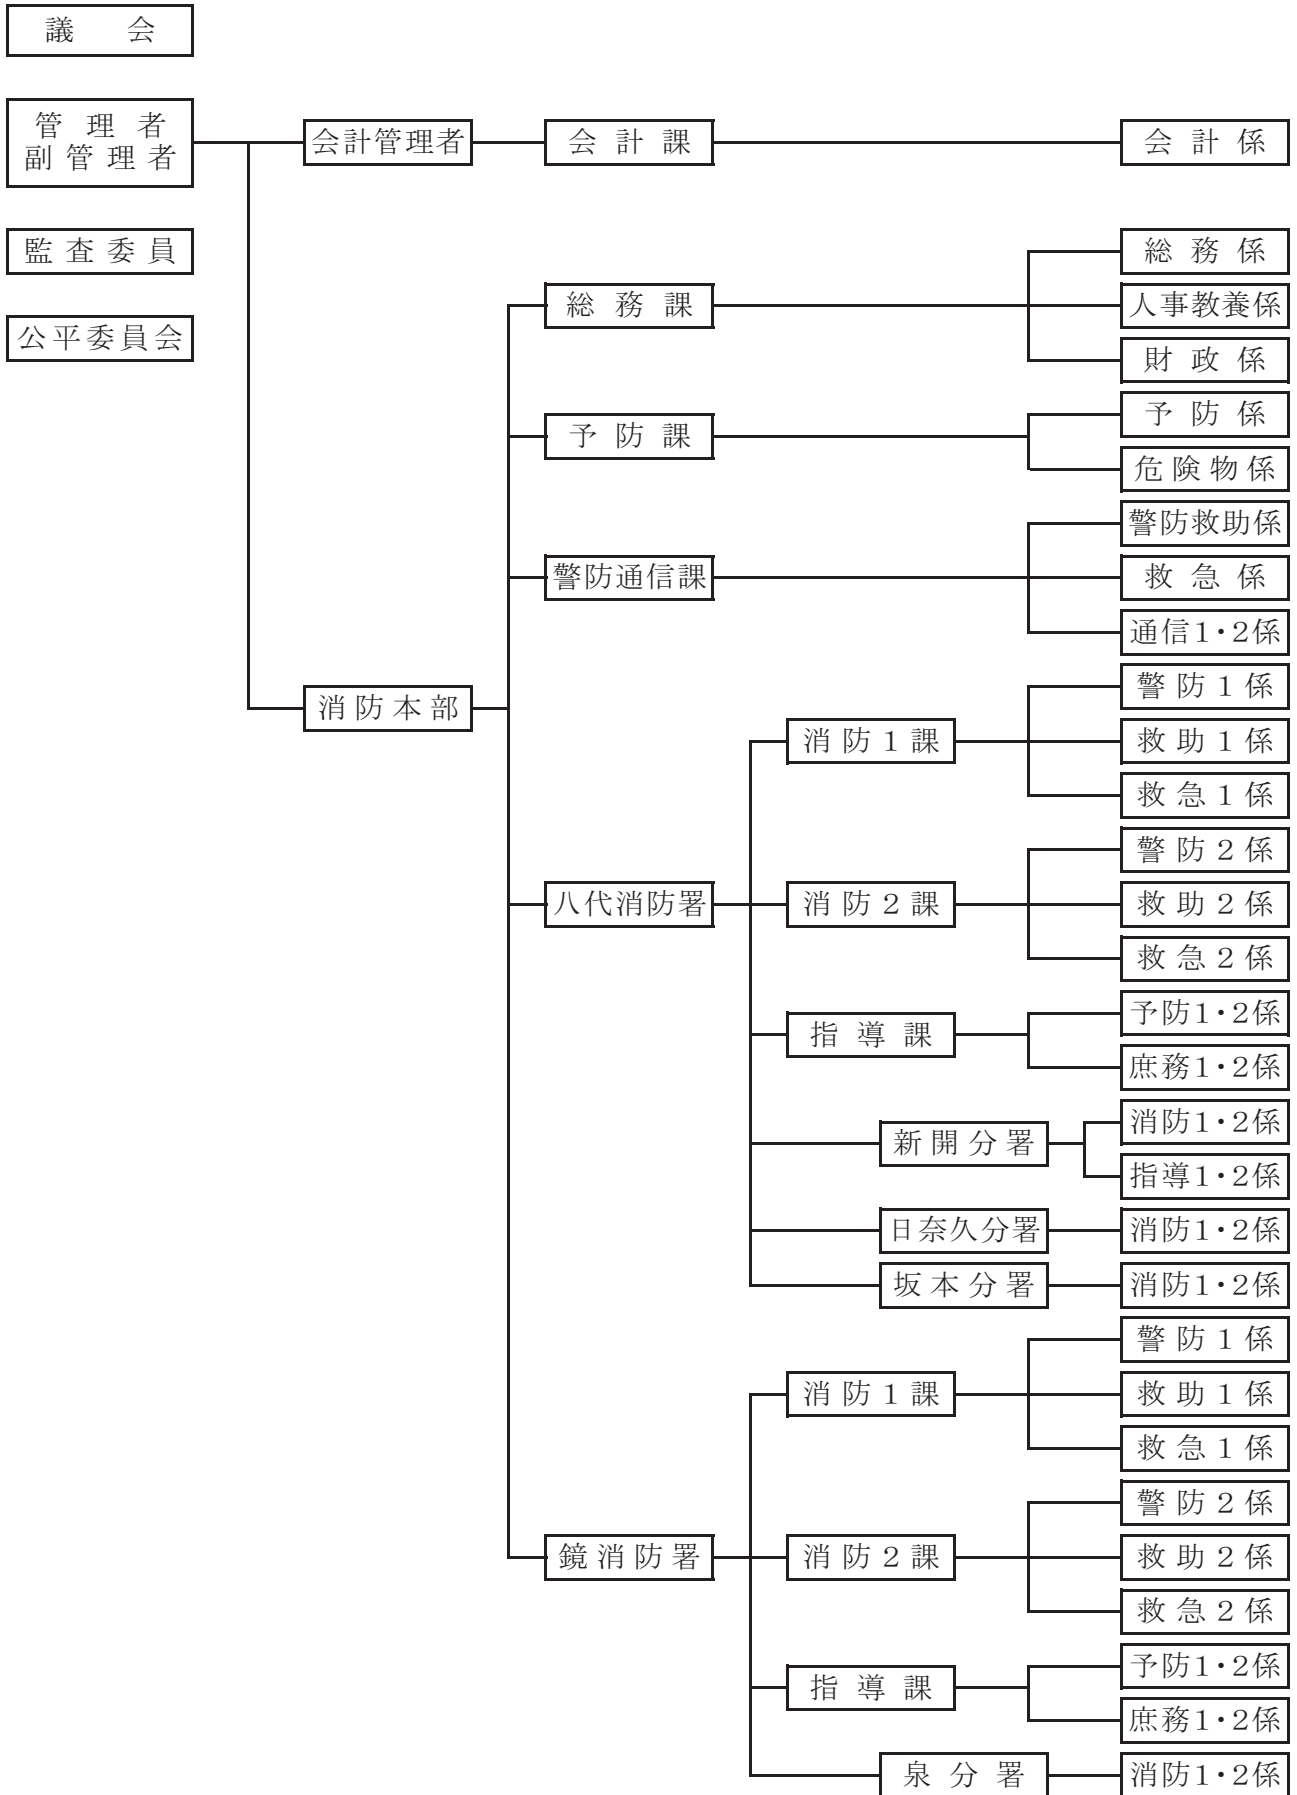 議会
管理者
副管理者
会計管理者
会計課
会計係
監査委員
公平委員会
消防本部
総務課
総務係
人事教養係
財政係
予防課
予防係
危険物係
警防通信課
警防救助係
救急係
通信1・2係
八代消防署
消防1課
警防1係
救助1係
救急1係
消防2課
警防2係
救助2係
救急2係
指導課
予防1・2係
庶務1・2係
新開分署
消防1・2係
指導1・2係
日奈久分署
消防1・2係
坂本分署
消防1・2係
鏡消防署
消防1課
警防1係
救助1係
救急1係
消防2課
警防2係
救助2係
救急2係
指導課
予防1・2係
庶務1・2係
泉分署
消防1・2係